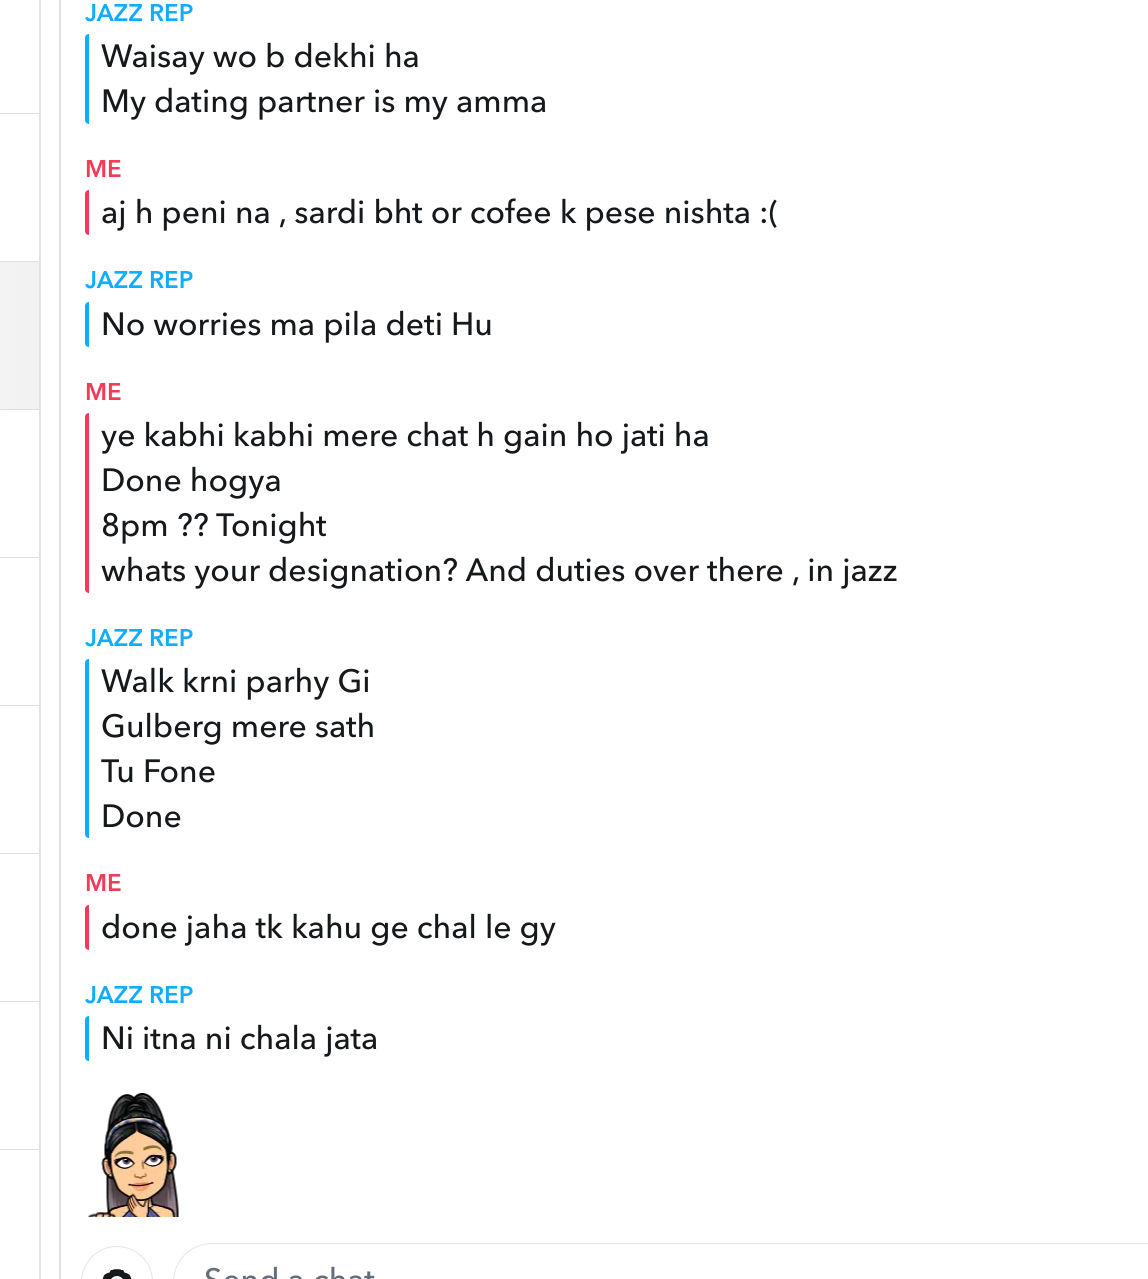 JAZZ REP
Waisay wo b dekhi ha
My dating partner is my amma
ME
aj h peni na , sardi bht or cofee k pese nishta :(
JAZZ REP
No worries ma pila deti Hu
ME
ye kabhi kabhi mere chat h gain ho jati ha
Done hogya
8pm ?? Tonight
whats your designation? And duties over there , in jazz
JAZZ REP
Walk krni parhy Gi
Gulberg mere sath
Tu Fone
Done
ME
done jaha tk kahu ge chal le gy
JAZZ REP
Ni itna ni chala jata
Send a chat